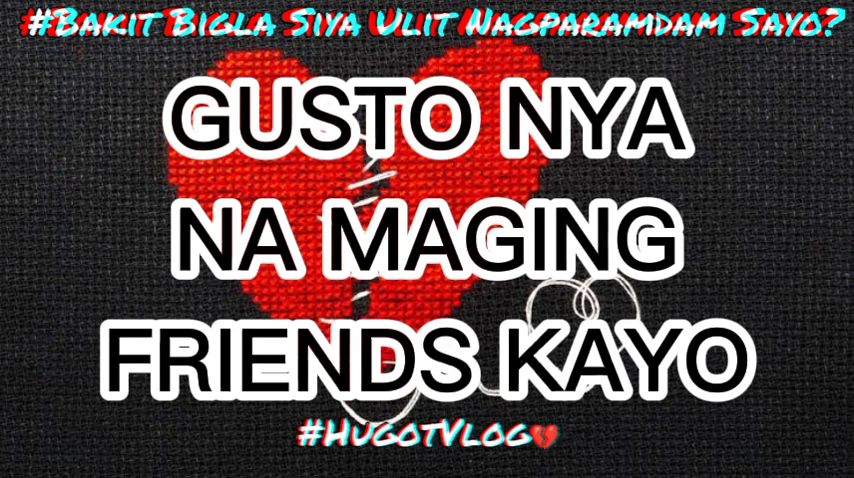 #Bakit Bigla Siya Ulit Nagparamdam Sayo?
GUSTO NYA
NA MAGING
FRIENDS KAYO
#HugotVlog💔